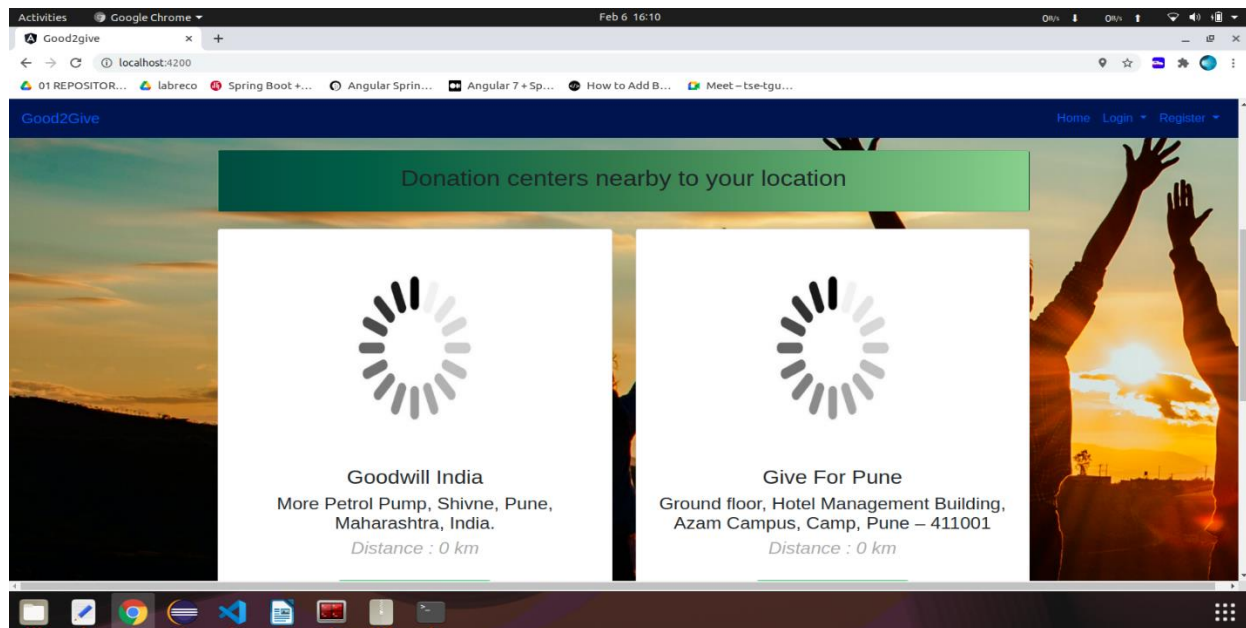 Activities Google Chrome Feb 6 16:10 0B/s 0B/s
Good2give
localhost:4200
01 REPOSITOR... labreco Spring Boot +... Angular Sprin... Angular 7 + Sp... How to Add B... Meet – tse-tgu...
Good2Give Home Login Register
Donation centers nearby to your location
Goodwill India
More Petrol Pump, Shivne, Pune,
Maharashtra, India.
Distance : 0 km
Give For Pune
Ground floor, Hotel Management Building,
Azam Campus, Camp, Pune – 411001
Distance : 0 km